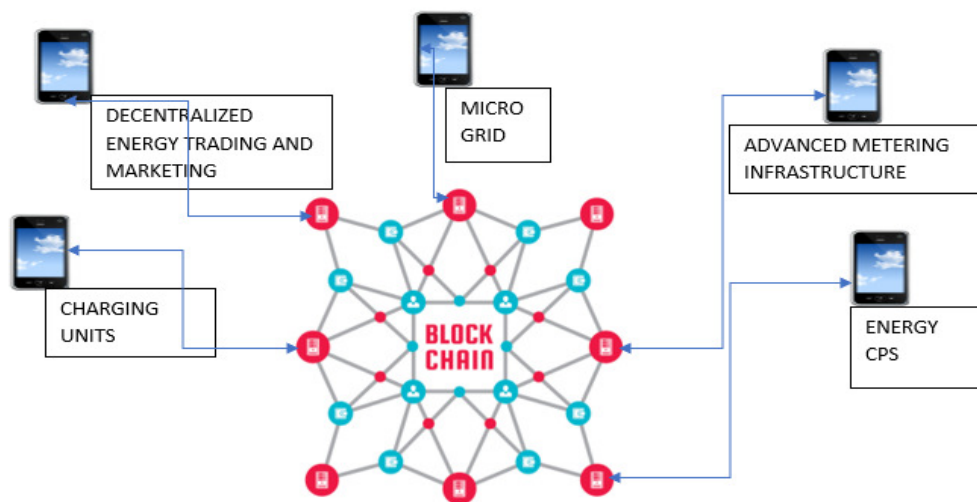 DECENTRALIZED
ENERGY TRADING AND
MARKETING
MICRO
GRID
ADVANCED METERING
INFRASTRUCTURE
CHARGING
UNITS
BLOCK
CHAIN
ENERGY
CPS